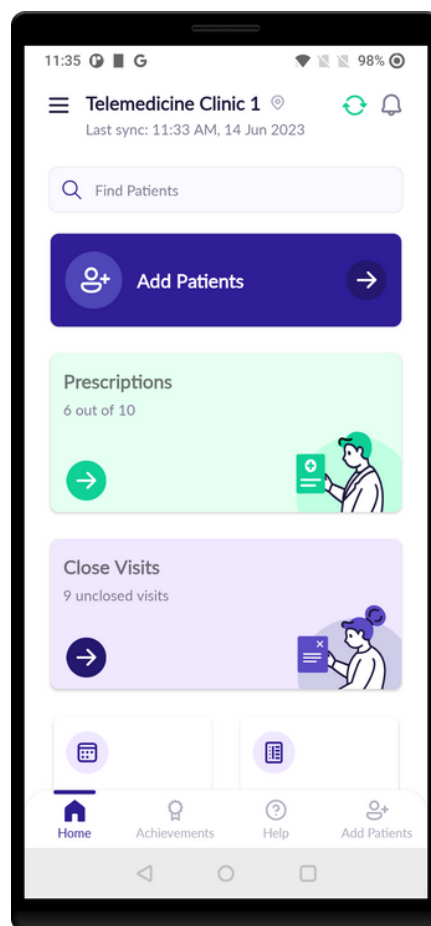 11:35 G 98%
Telemedicine Clinic 1
Last sync: 11:33 AM, 14 Jun 2023
Find Patients
Add Patients
Prescriptions
6 out of 10
Close Visits
9 unclosed visits
Home Achievements Help Add Patients